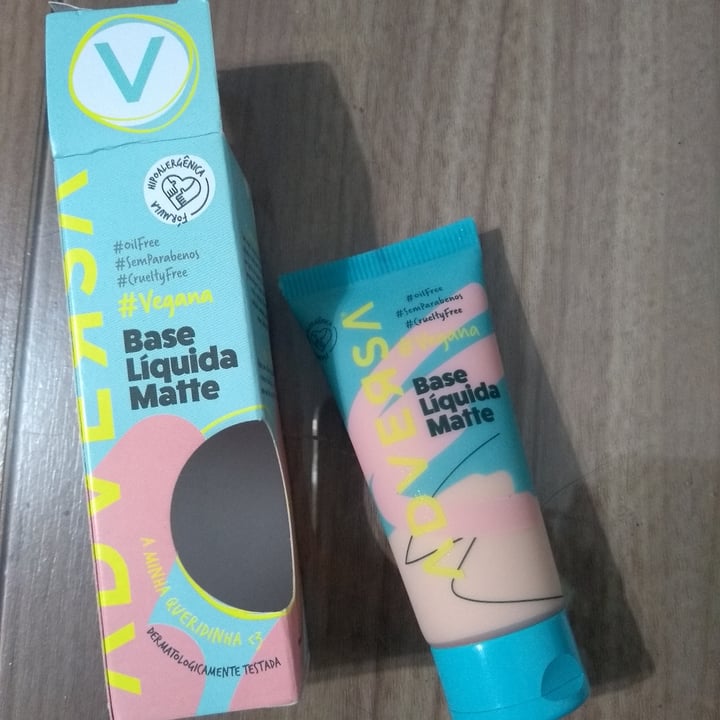 V
ADVERSA
HIPOALERGÊNICA
FÓRMULA
#OilFree
#SemParabenos
#CrueltyFree
#Vegana
Base
Líquida
Matte
A MINHA QUERIDINHA <3
DERMATOLOGICAMENTE TESTADA
ADVERSA
#OilFree
#SemParabenos
#CrueltyFree
#Vegana
Base
Líquida
Matte